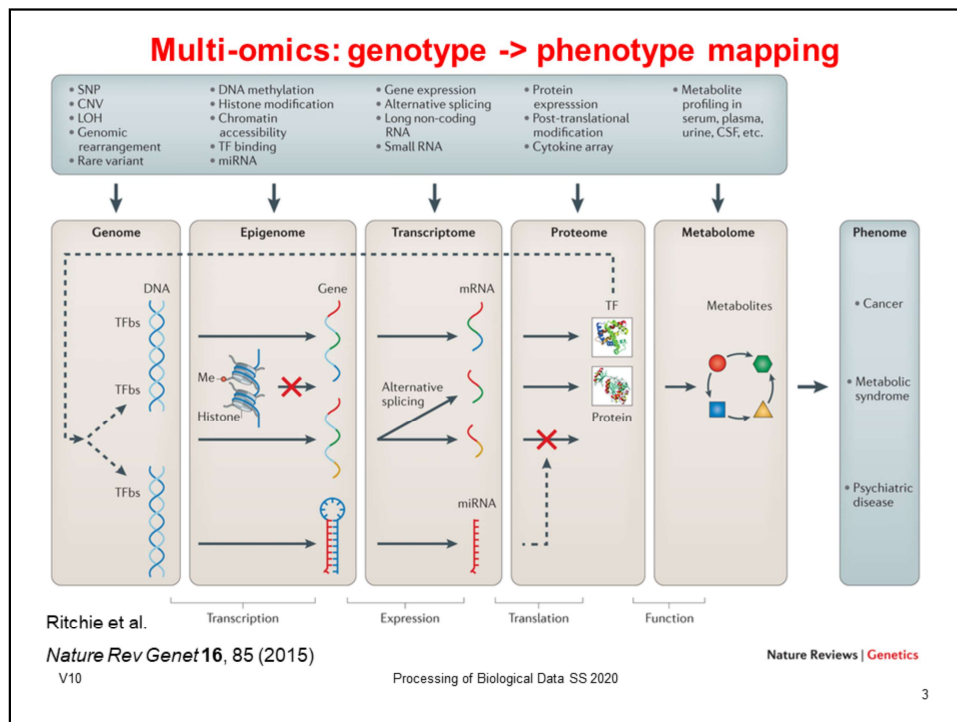 Multi-omics: genotype -> phenotype mapping
• SNP
• CNV
• LOH
• Genomic
rearrangement
• Rare variant
• DNA methylation
• Histone modification
• Chromatin
accessibility
• TF binding
• miRNA
• Gene expression
• Alternative splicing
• Long non-coding
RNA
• Small RNA
• Protein
expresssion
• Post-translational
modification
• Cytokine array
• Metabolite
profiling in
serum, plasma,
urine, CSF, etc.
Genome
Epigenome
Transcriptome
Proteome
Metabolome
Phenome
DNA
TFbs
TFbs
TFbs
Gene
Me
Histone
mRNA
Alternative
splicing
miRNA
TF
Protein
Metabolites
• Cancer
• Metabolic
syndrome
• Psychiatric
disease
Transcription
Expression
Translation
Function
Ritchie et al.
Nature Rev Genet 16, 85 (2015)
Nature Reviews | Genetics
V10
Processing of Biological Data SS 2020
3